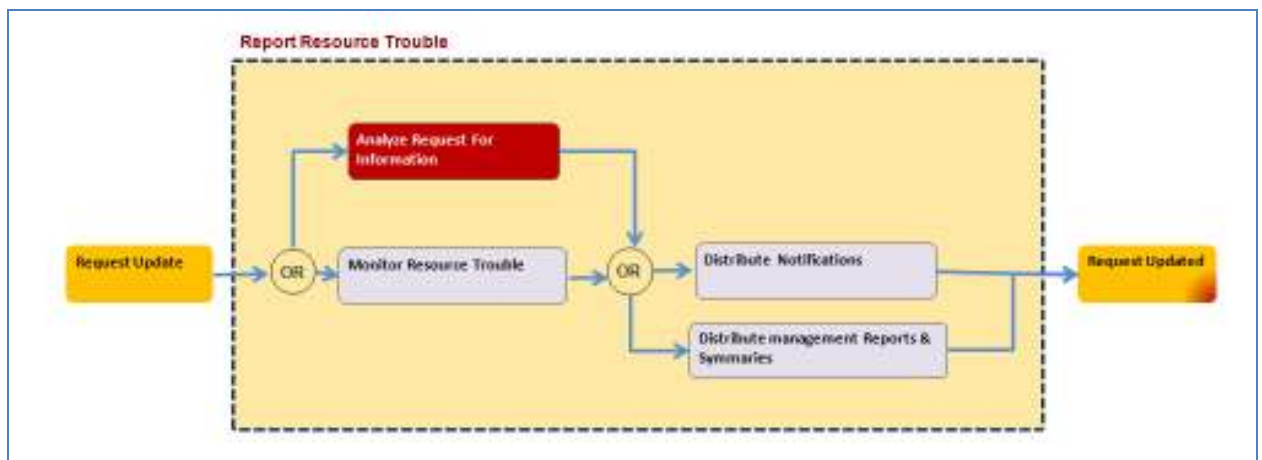 Report Resource Trouble
Analyze Request For
Information
Request Update
OR
Monitor Resource Trouble
OR
Distribute Notifications
Request Updated
Distribute management Reports &
Symmaries